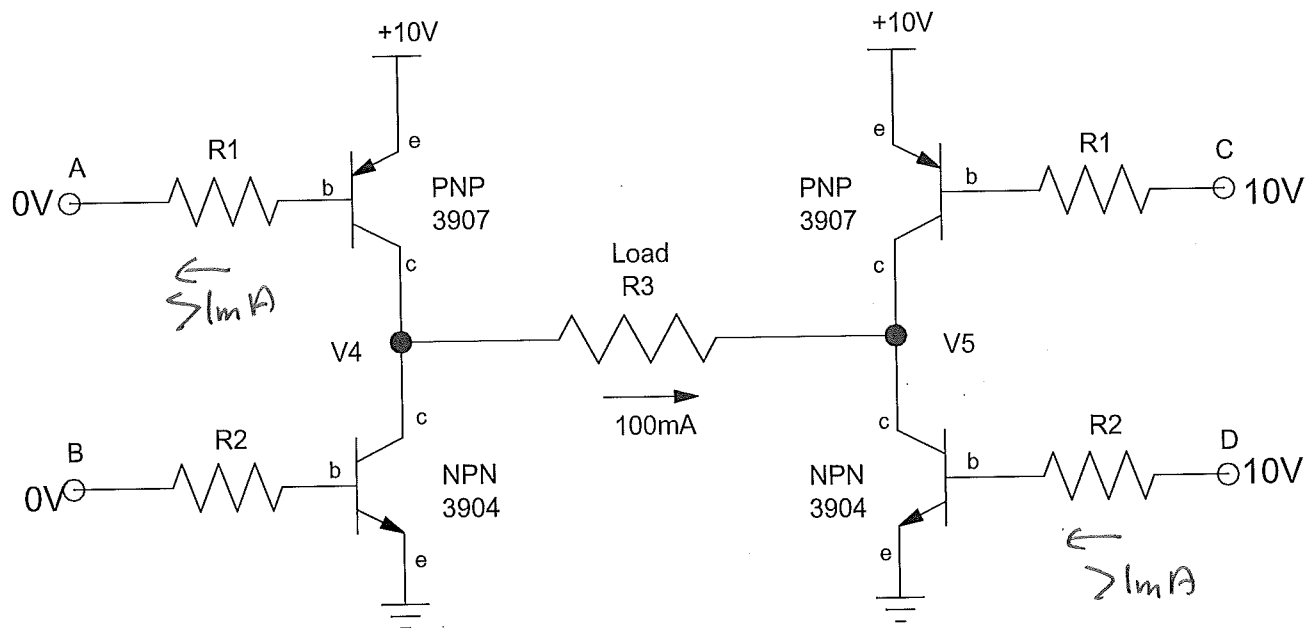 +10V
+10V
e
e
A
R1
b
PNP
3907
PNP
3907
b
R1
C
0V
10V
Load
R3
c
c
>1mA
V4
V5
100mA
c
c
B
R2
b
NPN
3904
NPN
3904
b
R2
D
0V
10V
e
e
>1mA